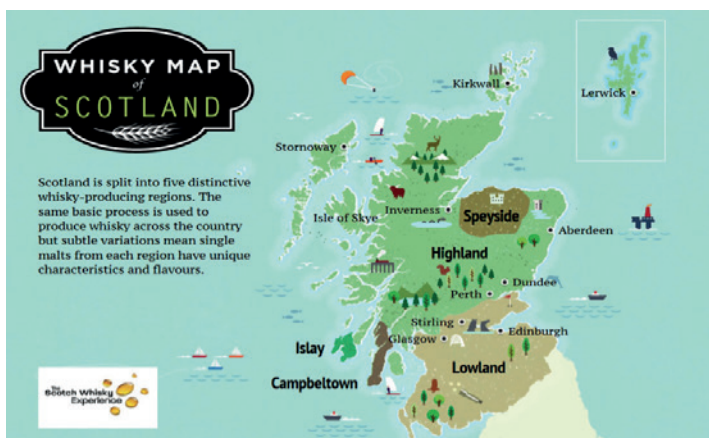 WHISKY MAP
of
SCOTLAND
Scotland is split into five distinctive
whisky-producing regions. The
same basic process is used to
produce whisky across the country
but subtle variations mean single
malts from each region have unique
characteristics and flavours.
Kirkwall
Lerwick
Stornoway
Isle of Skye
Inverness
Speyside
Aberdeen
Highland
Dundee
Perth
Stirling
Edinburgh
Glasgow
Islay
Lowland
Campbeltown
The
Scotch Whisky
Experience